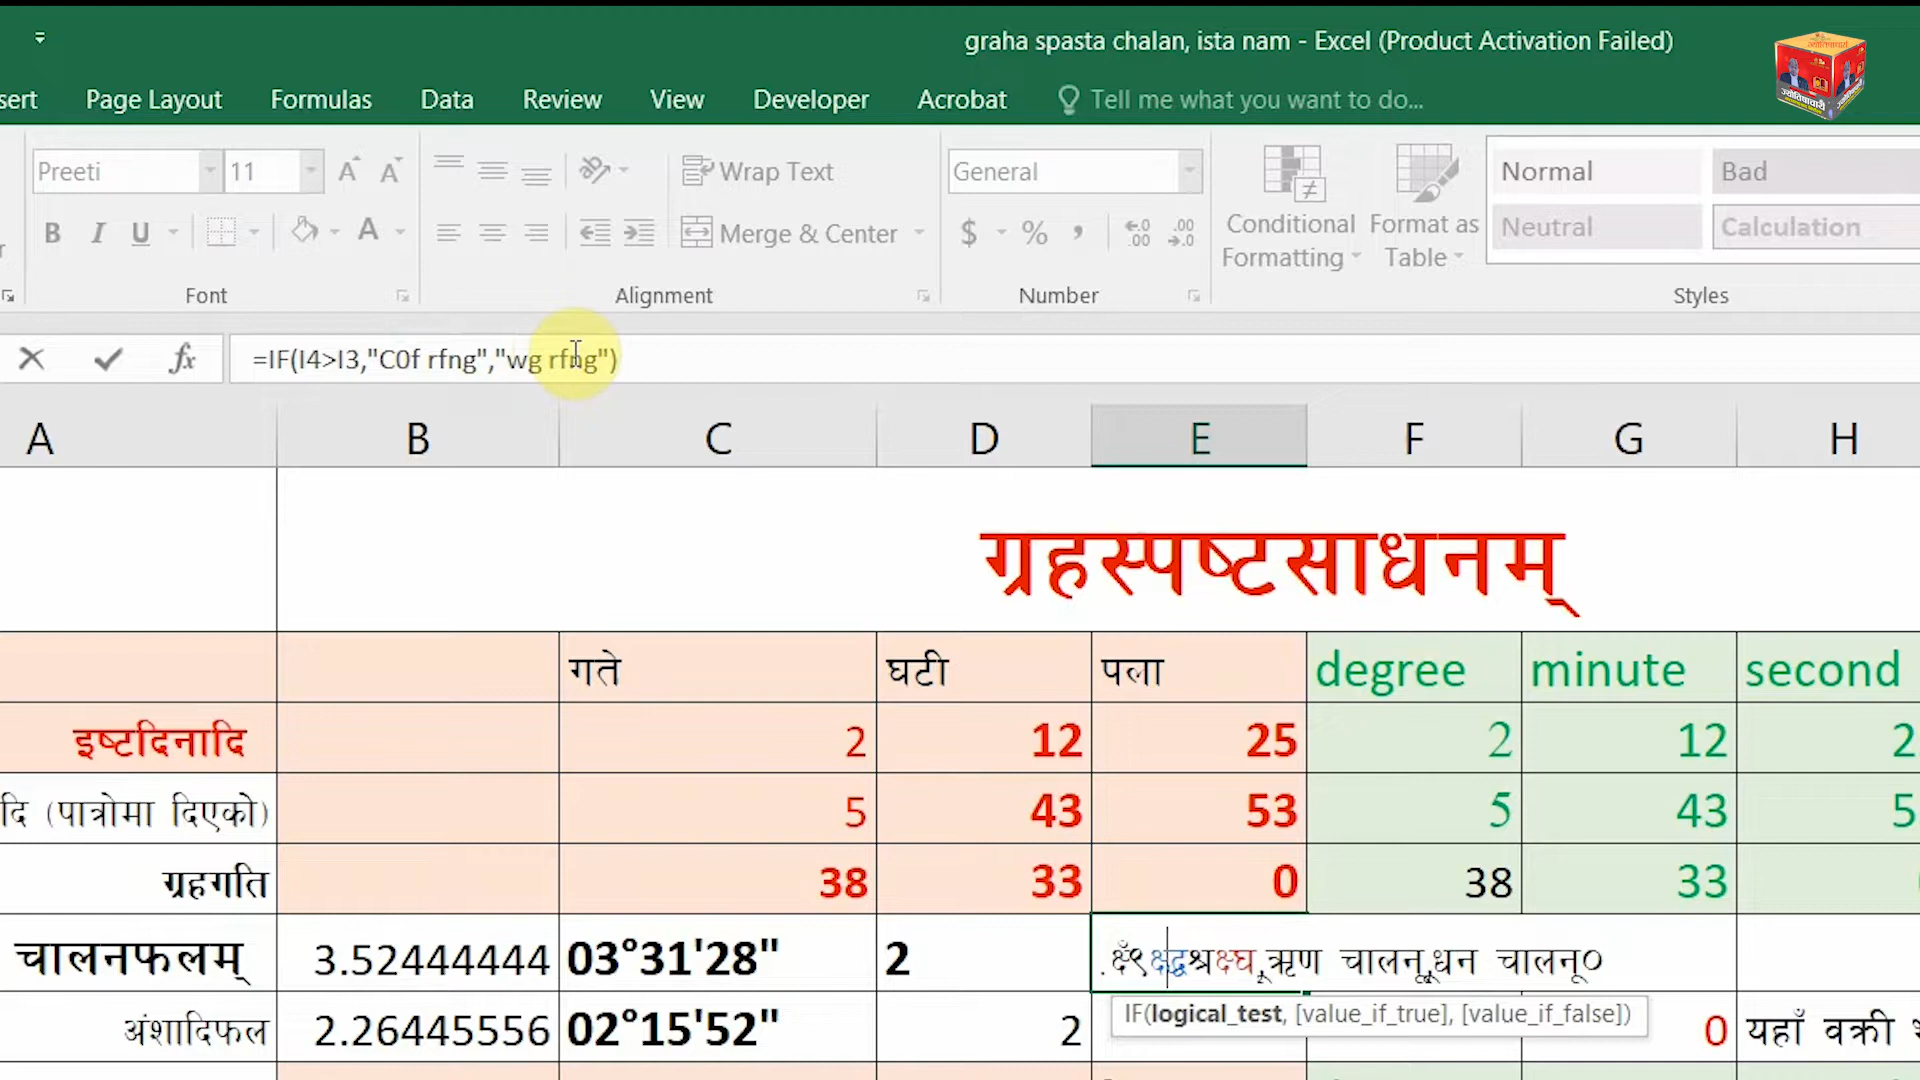 graha spasta chalan, ista nam - Excel (Product Activation Failed)
sert Page Layout Formulas Data Review View Developer Acrobat Tell me what you want to do...
Preeti 11 Wrap Text General Normal Bad
B I U A Merge & Center $ % , Conditional Formatting Format as Table Neutral Calculation
Font Alignment Number Styles
=IF(I4>I3,"C0f rfng","wg rfng")
A B C D E F G H
ग्रहस्पष्टसाधनम्
गते घटी पला degree minute second
इष्टदिनादि 2 12 25 2 12 2
दि (पात्रोमा दिएको) 5 43 53 5 43 5
ग्रहगति 38 33 0 38 33
चालनफलम् 3.52444444 03°31'28" 2
ऋण चालन धन चालन
IF(logical_test, [value_if_true], [value_if_false])
अंशादिफल 2.26445556 02°15'52" 2 0 यहाँ वक्री